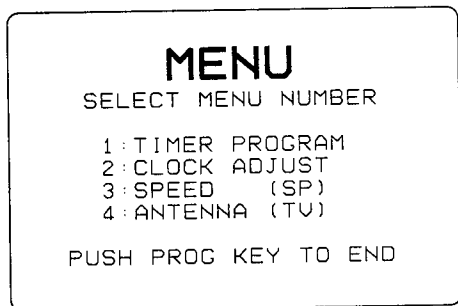 MENU
SELECT MENU NUMBER
1:TIMER PROGRAM
2:CLOCK ADJUST
3:SPEED (SP)
4:ANTENNA (TV)
PUSH PROG KEY TO END